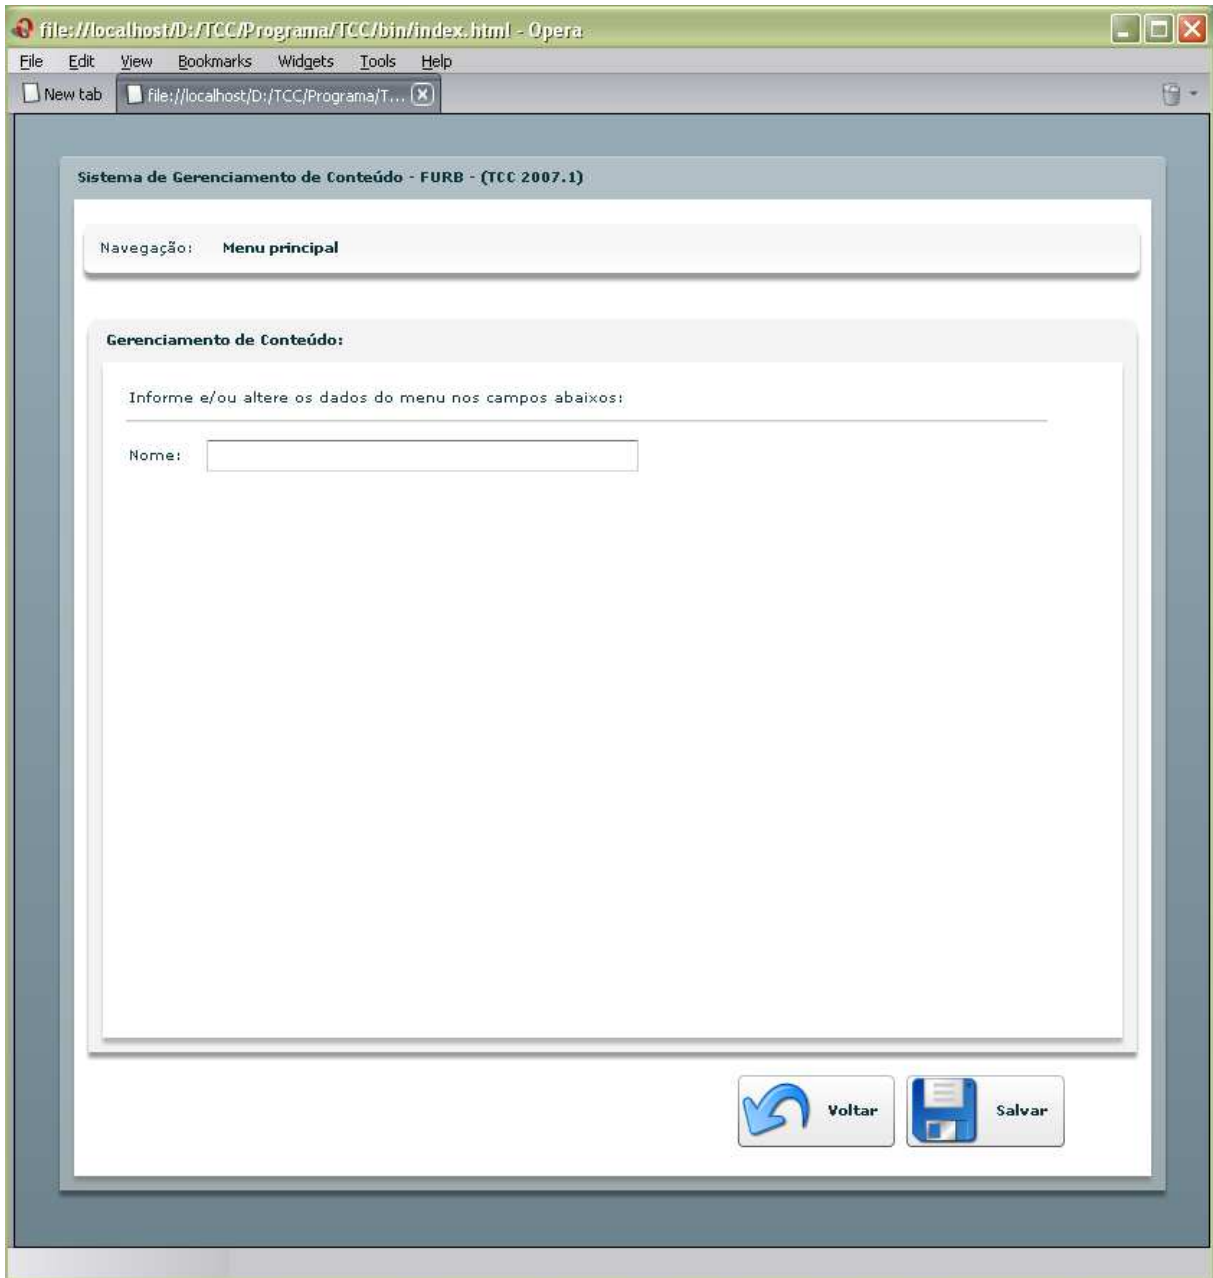 file://localhost/D:/TCC/Programa/TCC/bin/index.html - Opera
File Edit View Bookmarks Widgets Tools Help
New tab file://localhost/D:/TCC/Programa/T...
Sistema de Gerenciamento de Conteúdo - FURB - (TCC 2007.1)
Navegação: Menu principal
Gerenciamento de Conteúdo:
Informe e/ou altere os dados do menu nos campos abaixos:
Nome:
Voltar Salvar